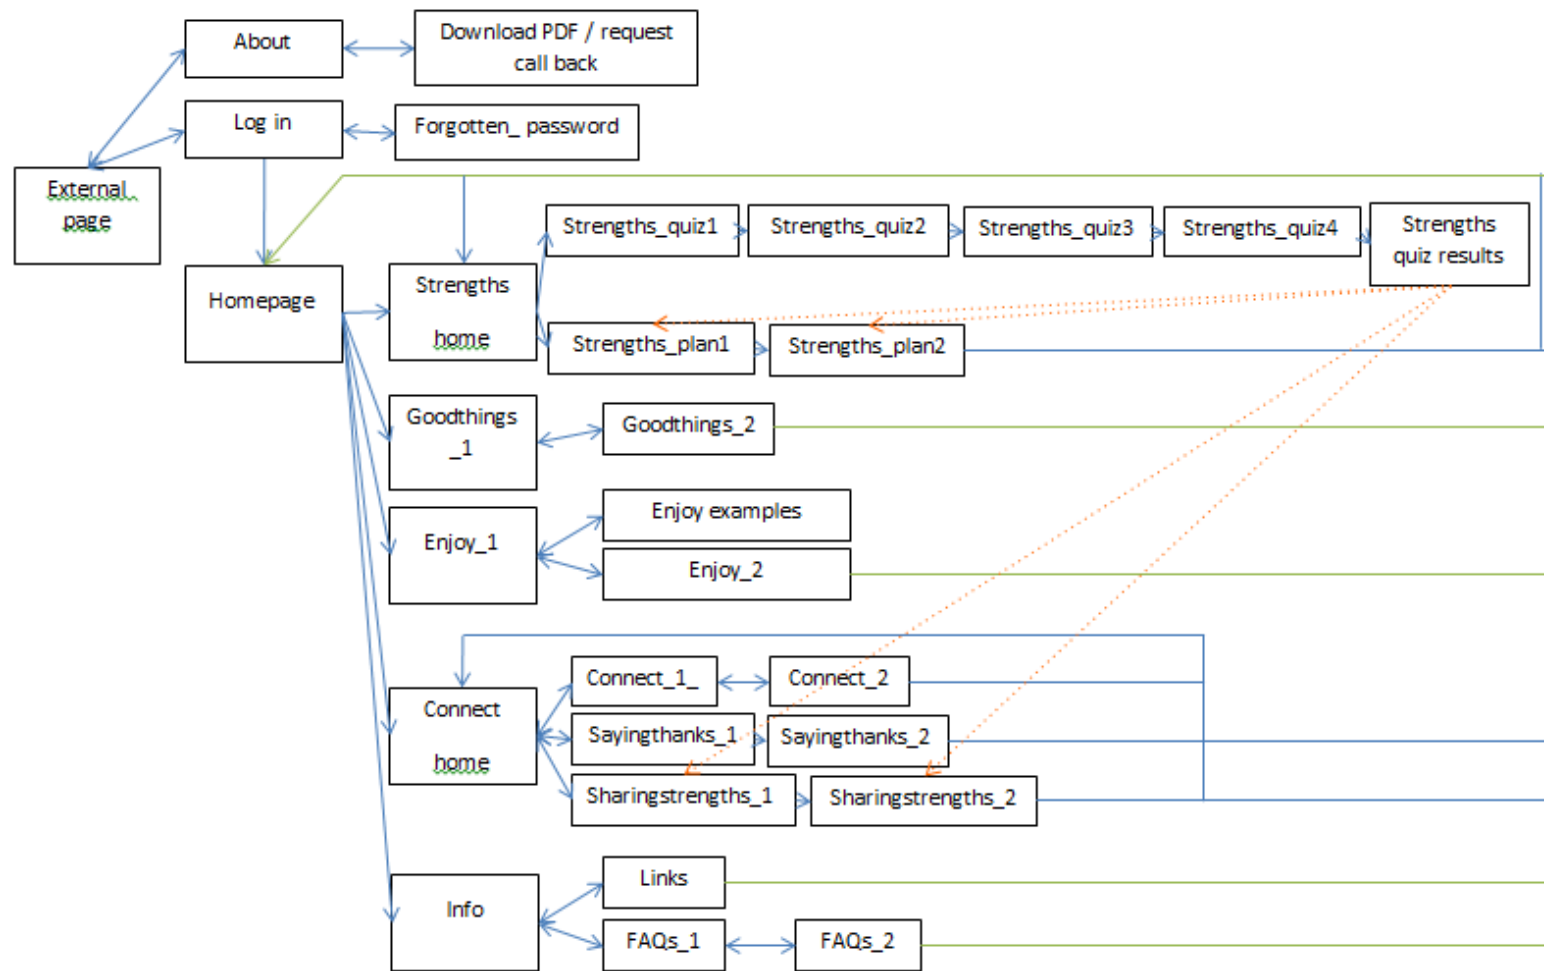 About
Download PDF / request
call back
Log in
Forgotten_ password
External
page
Homepage
Strengths
home
Strengths_quiz1
Strengths_quiz2
Strengths_quiz3
Strengths_quiz4
Strengths
quiz results
Strengths_plan1
Strengths_plan2
Goodthings
_1
Goodthings_2
Enjoy_1
Enjoy examples
Enjoy_2
Connect
home
Connect_1_
Connect_2
Sayingthanks_1
Sayingthanks_2
Sharingstrengths_1
Sharingstrengths_2
Info
Links
FAQs_1
FAQs_2